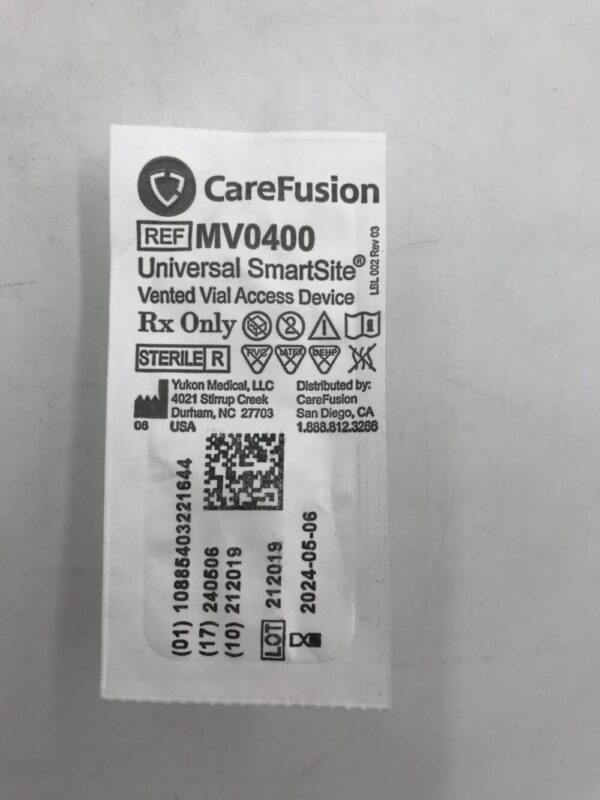 CareFusion
REF MV0400
Universal SmartSite®
Vented Vial Access Device
LBL 002 Rev 03
Rx Only
STERILE R
PVC LATEX DEHP
Yukon Medical, LLC
4021 Stirrup Creek
Durham, NC 27703
USA
06
Distributed by:
CareFusion
San Diego, CA
1.888.812.3266
(01) 10885403221644
(17) 240506
(10) 212019
LOT 212019
2024-05-06